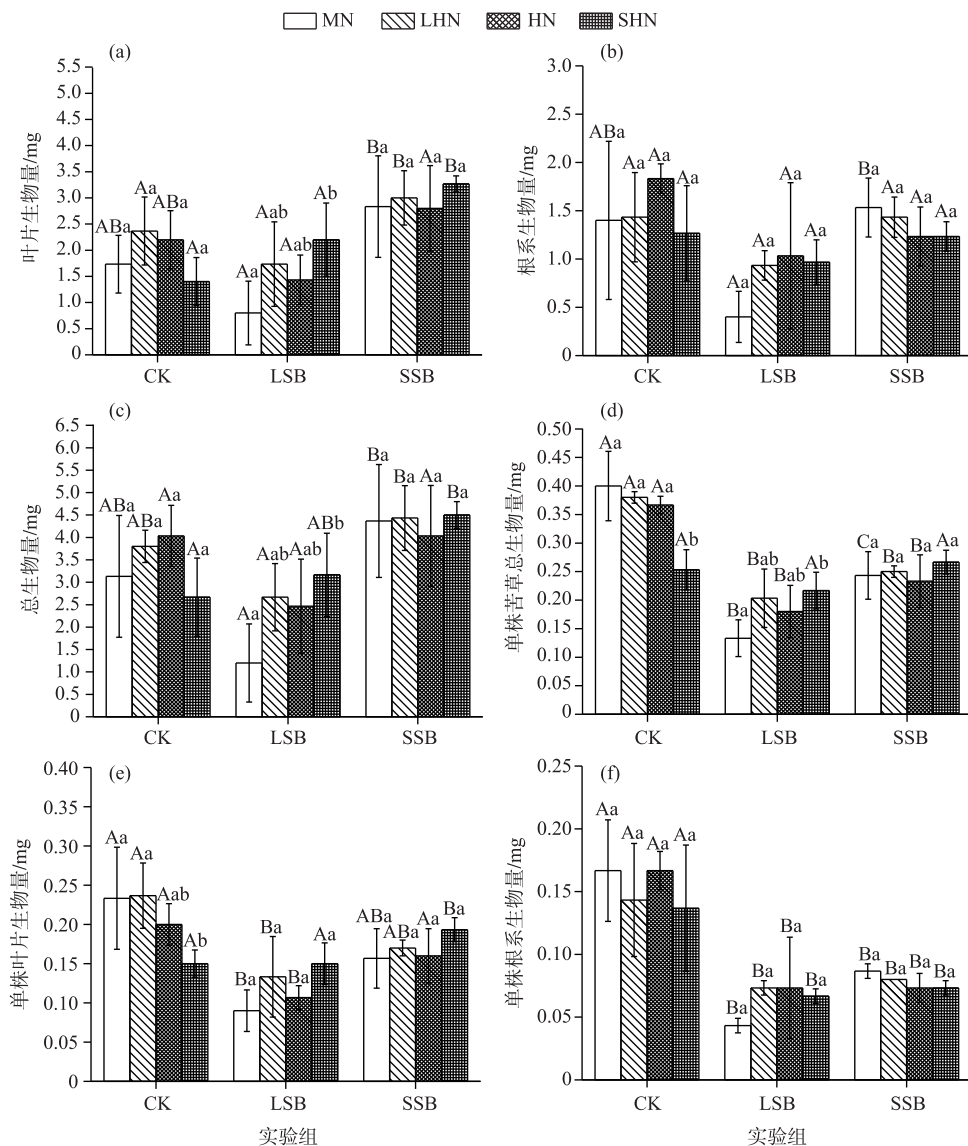 MN LHN HN SHN
(a)
叶片生物量/mg
5.5
5.0
4.5
4.0
3.5
3.0
2.5
2.0
1.5
1.0
0.5
0
ABa Aa ABa Aa
Aa Aab Aab Ab
Ba Ba Aa Ba
CK LSB SSB
(b)
根系生物量/mg
3.0
2.5
2.0
1.5
1.0
0.5
0
ABa Aa Aa Aa
Aa Aa Aa Aa
Ba Aa Aa Aa
CK LSB SSB
(c)
总生物量/mg
6.5
6.0
5.5
5.0
4.5
4.0
3.5
3.0
2.5
2.0
1.5
1.0
0.5
0
ABa ABa Aa Aa
Aa Aab Aab ABb
Ba Ba Aa Ba
CK LSB SSB
(d)
单株苦草总生物量/mg
0.50
0.45
0.40
0.35
0.30
0.25
0.20
0.15
0.10
0.05
0
Aa Aa Aa Ab
Ba Bab Bab Ab
Ca Ba Ba Aa
CK LSB SSB
(e)
单株叶片生物量/mg
0.40
0.35
0.30
0.25
0.20
0.15
0.10
0.05
0
Aa Aa Aab Ab
Ba Ba Ba Aa
ABa ABa Aa Ba
CK LSB SSB
实验组
(f)
单株根系生物量/mg
0.25
0.20
0.15
0.10
0.05
0
Aa Aa Aa Aa
Ba Ba Ba Ba
Ba Ba Ba Ba
CK LSB SSB
实验组